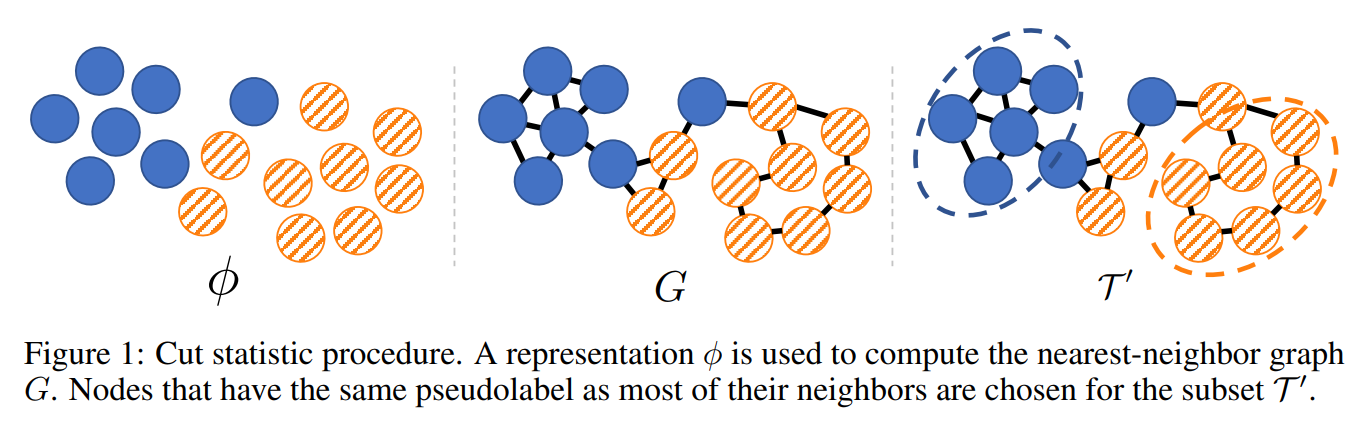 ϕ
G
𝒯′
Figure 1: Cut statistic procedure. A representation ϕ is used to compute the nearest-neighbor graph
G. Nodes that have the same pseudolabel as most of their neighbors are chosen for the subset 𝒯′.